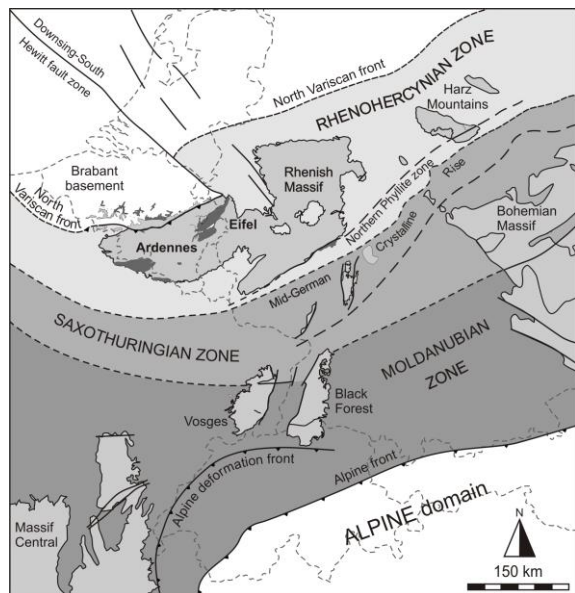 Downsing-South
Hewitt fault zone
North Variscan front
RHENOHERCYNIAN ZONE
Harz
Mountains
Brabant
basement
Rhenish
Massif
Northern Phyllite zone
Rise
North
Variscan front
Eifel
Ardennes
Crystalline
Bohemian
Massif
Mid-German
SAXOTHURINGIAN ZONE
MOLDANUBIAN
ZONE
Black
Forest
Vosges
Alpine deformation front
Alpine front
ALPINE domain
Massif
Central
N
150 km